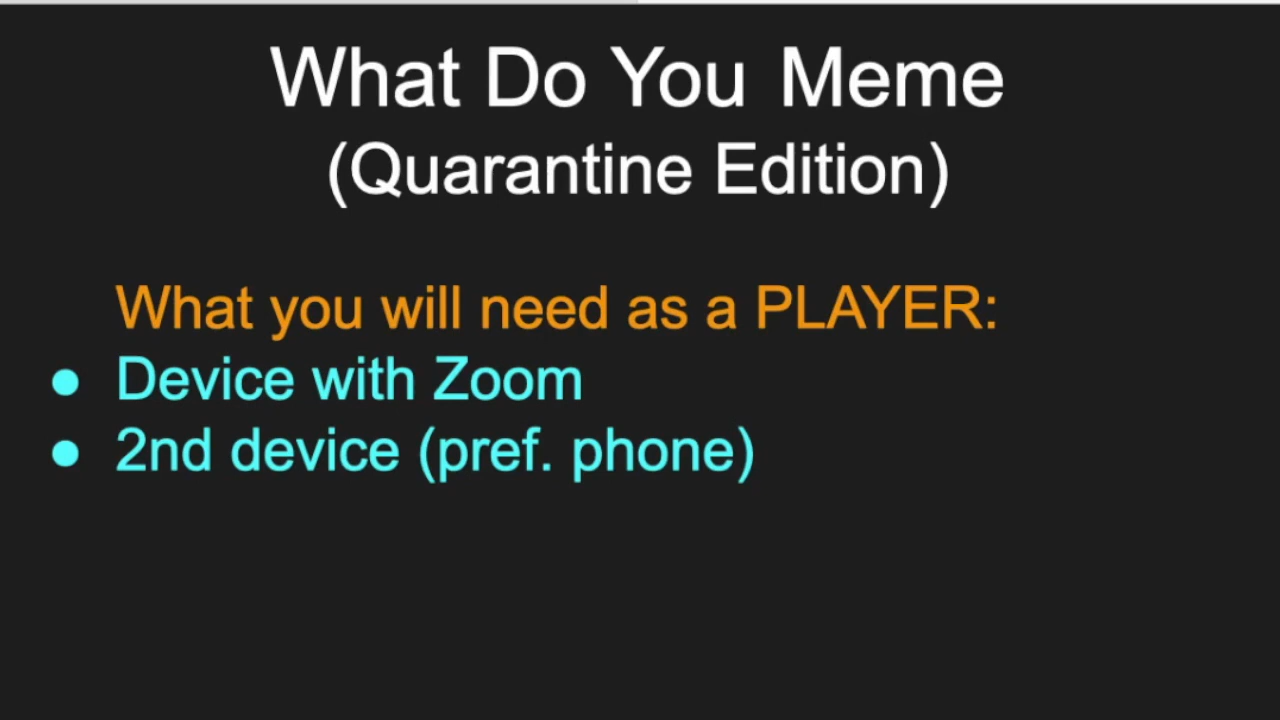 What Do You Meme
(Quarantine Edition)
What you will need as a PLAYER:
● Device with Zoom
● 2nd device (pref. phone)